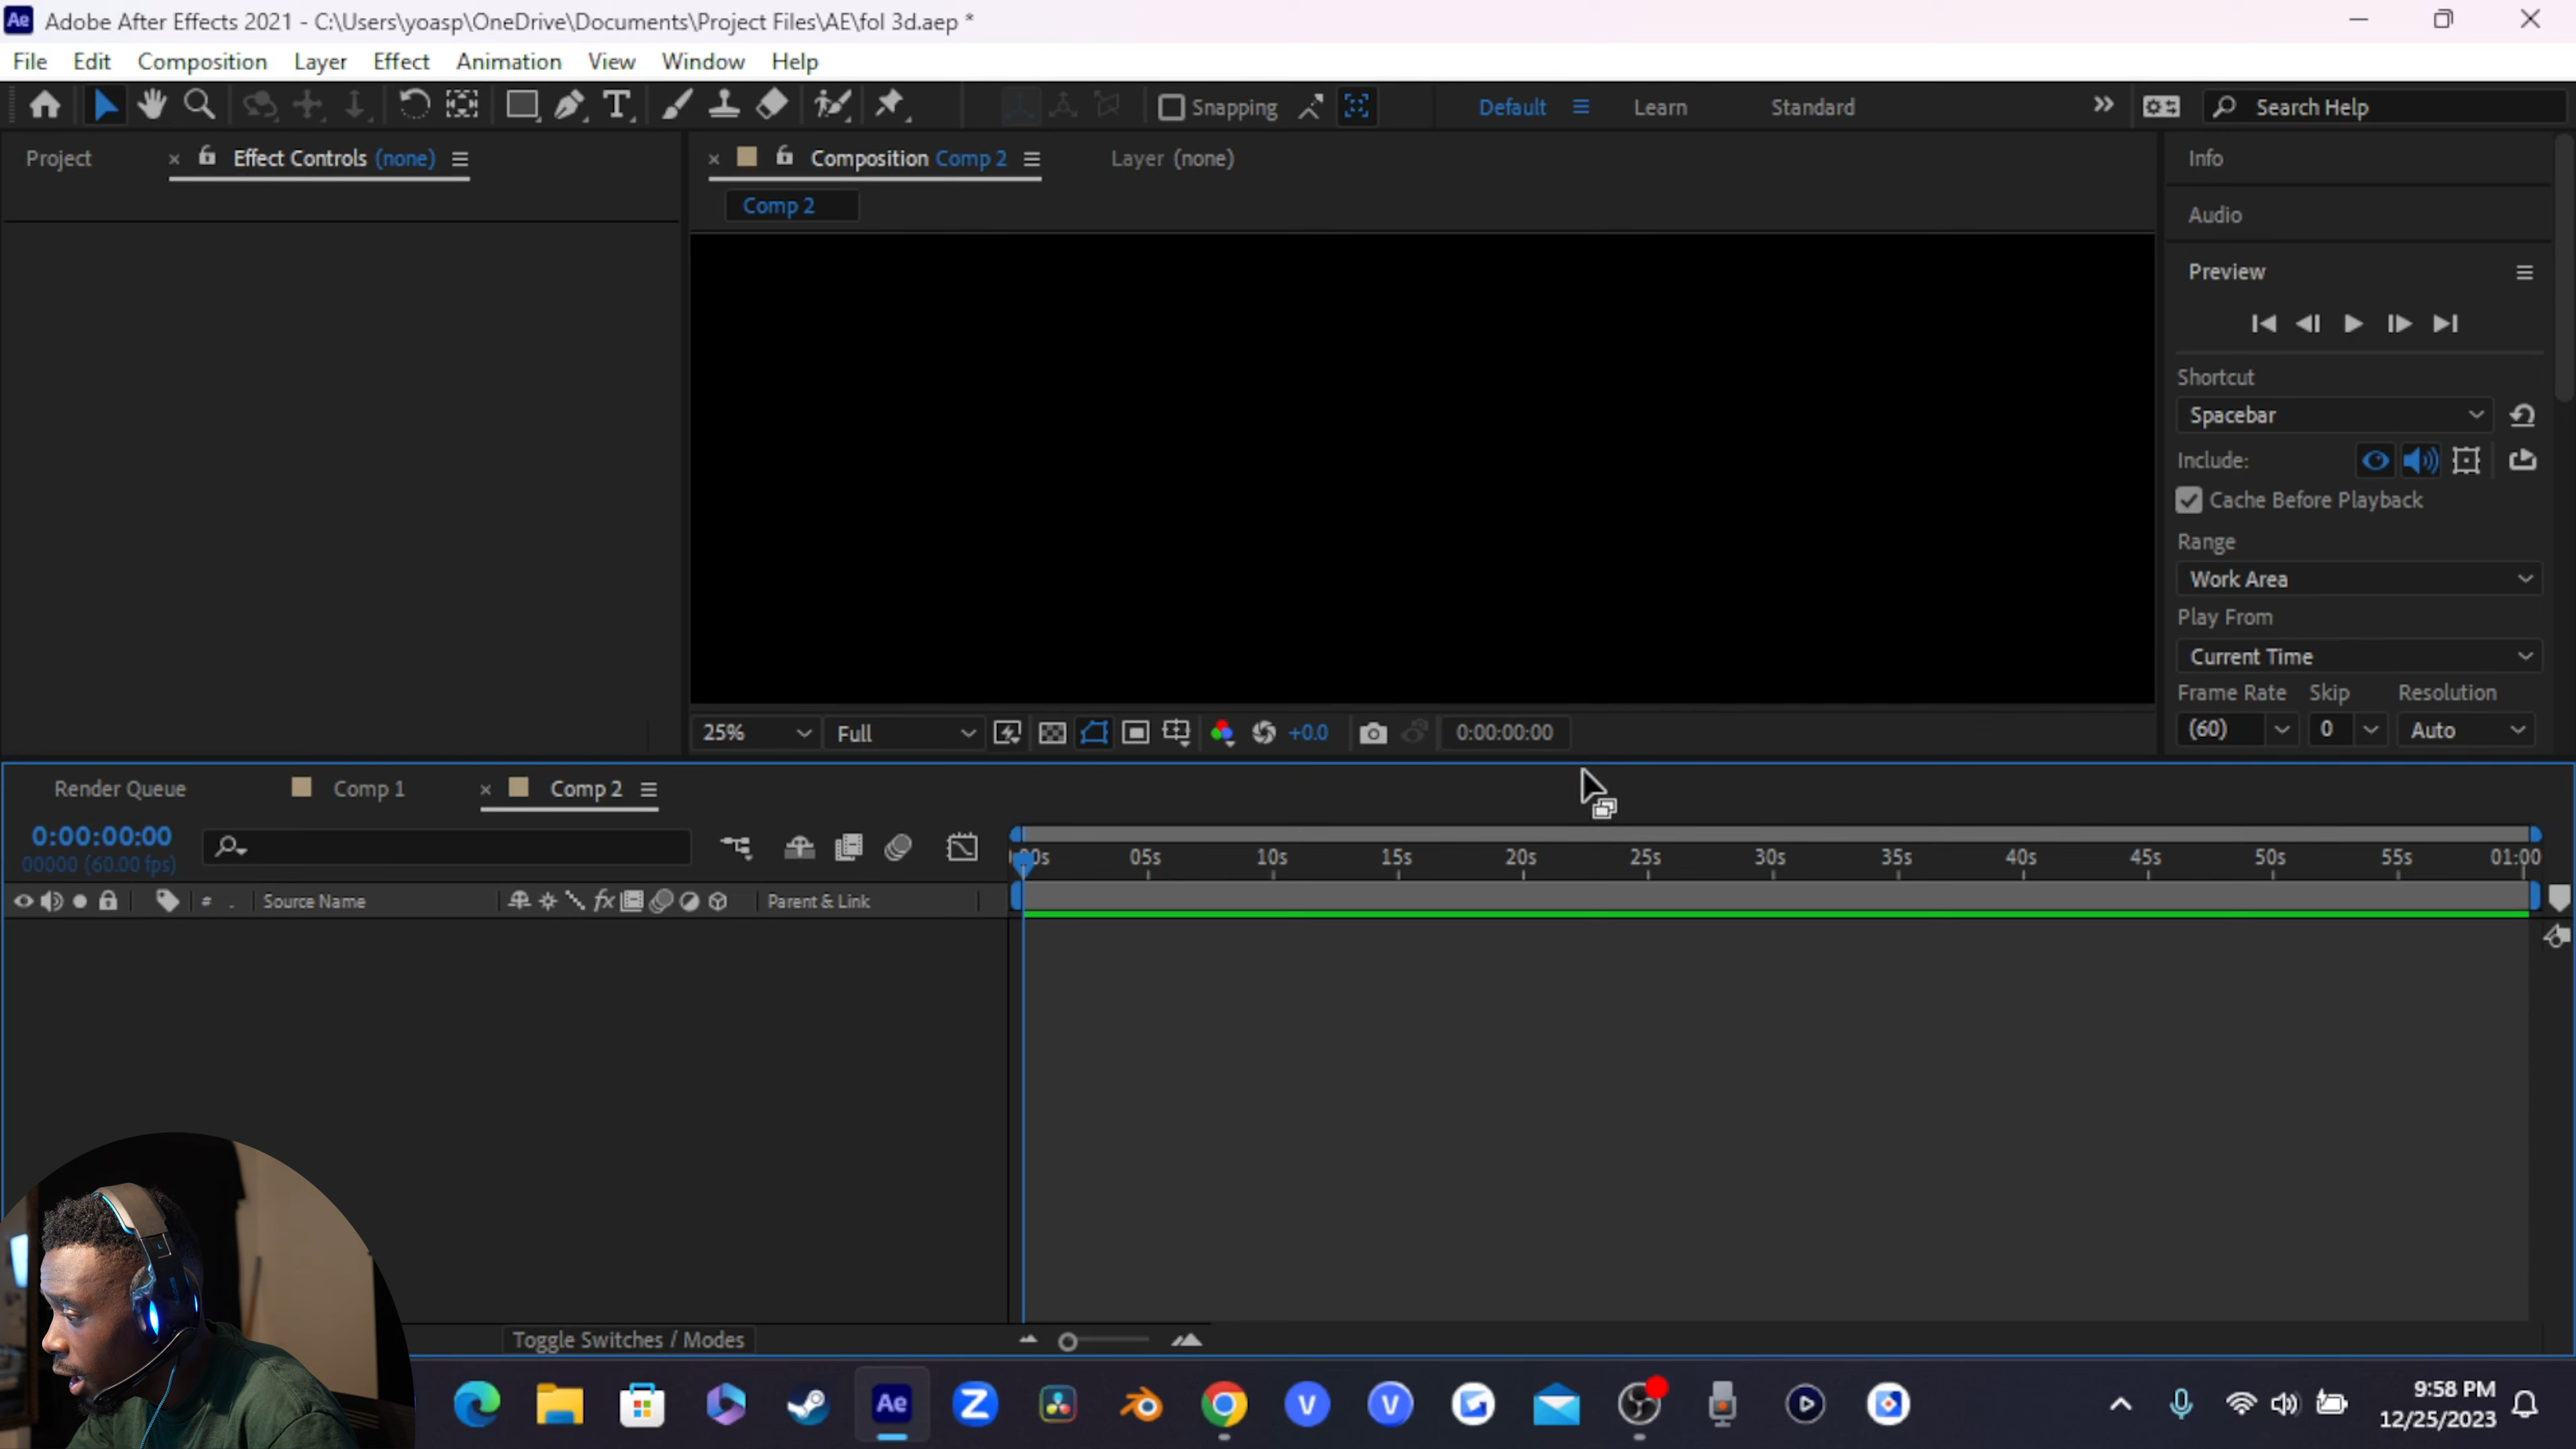 Ae Adobe After Effects 2021 - C:\Users\yoasp\OneDrive\Documents\Project Files\AE\fol 3d.aep *
File Edit Composition Layer Effect Animation View Window Help
T Snapping Default Learn Standard Search Help
Project Effect Controls (none) Composition Comp 2 Layer (none)
Comp 2
Info
Audio
Preview
Shortcut
Spacebar
Include:
Cache Before Playback
Range
Work Area
Play From
Current Time
Frame Rate Skip Resolution
(60) 0 Auto
25% Full +0.0 0:00:00:00
Render Queue Comp 1 Comp 2
0:00:00:00
00000 (60.00 fps)
05s 10s 15s 20s 25s 30s 35s 40s 45s 50s 55s 01:00
# . Source Name fx Parent & Link
Toggle Switches / Modes
Ae Z V V
9:58 PM
12/25/2023